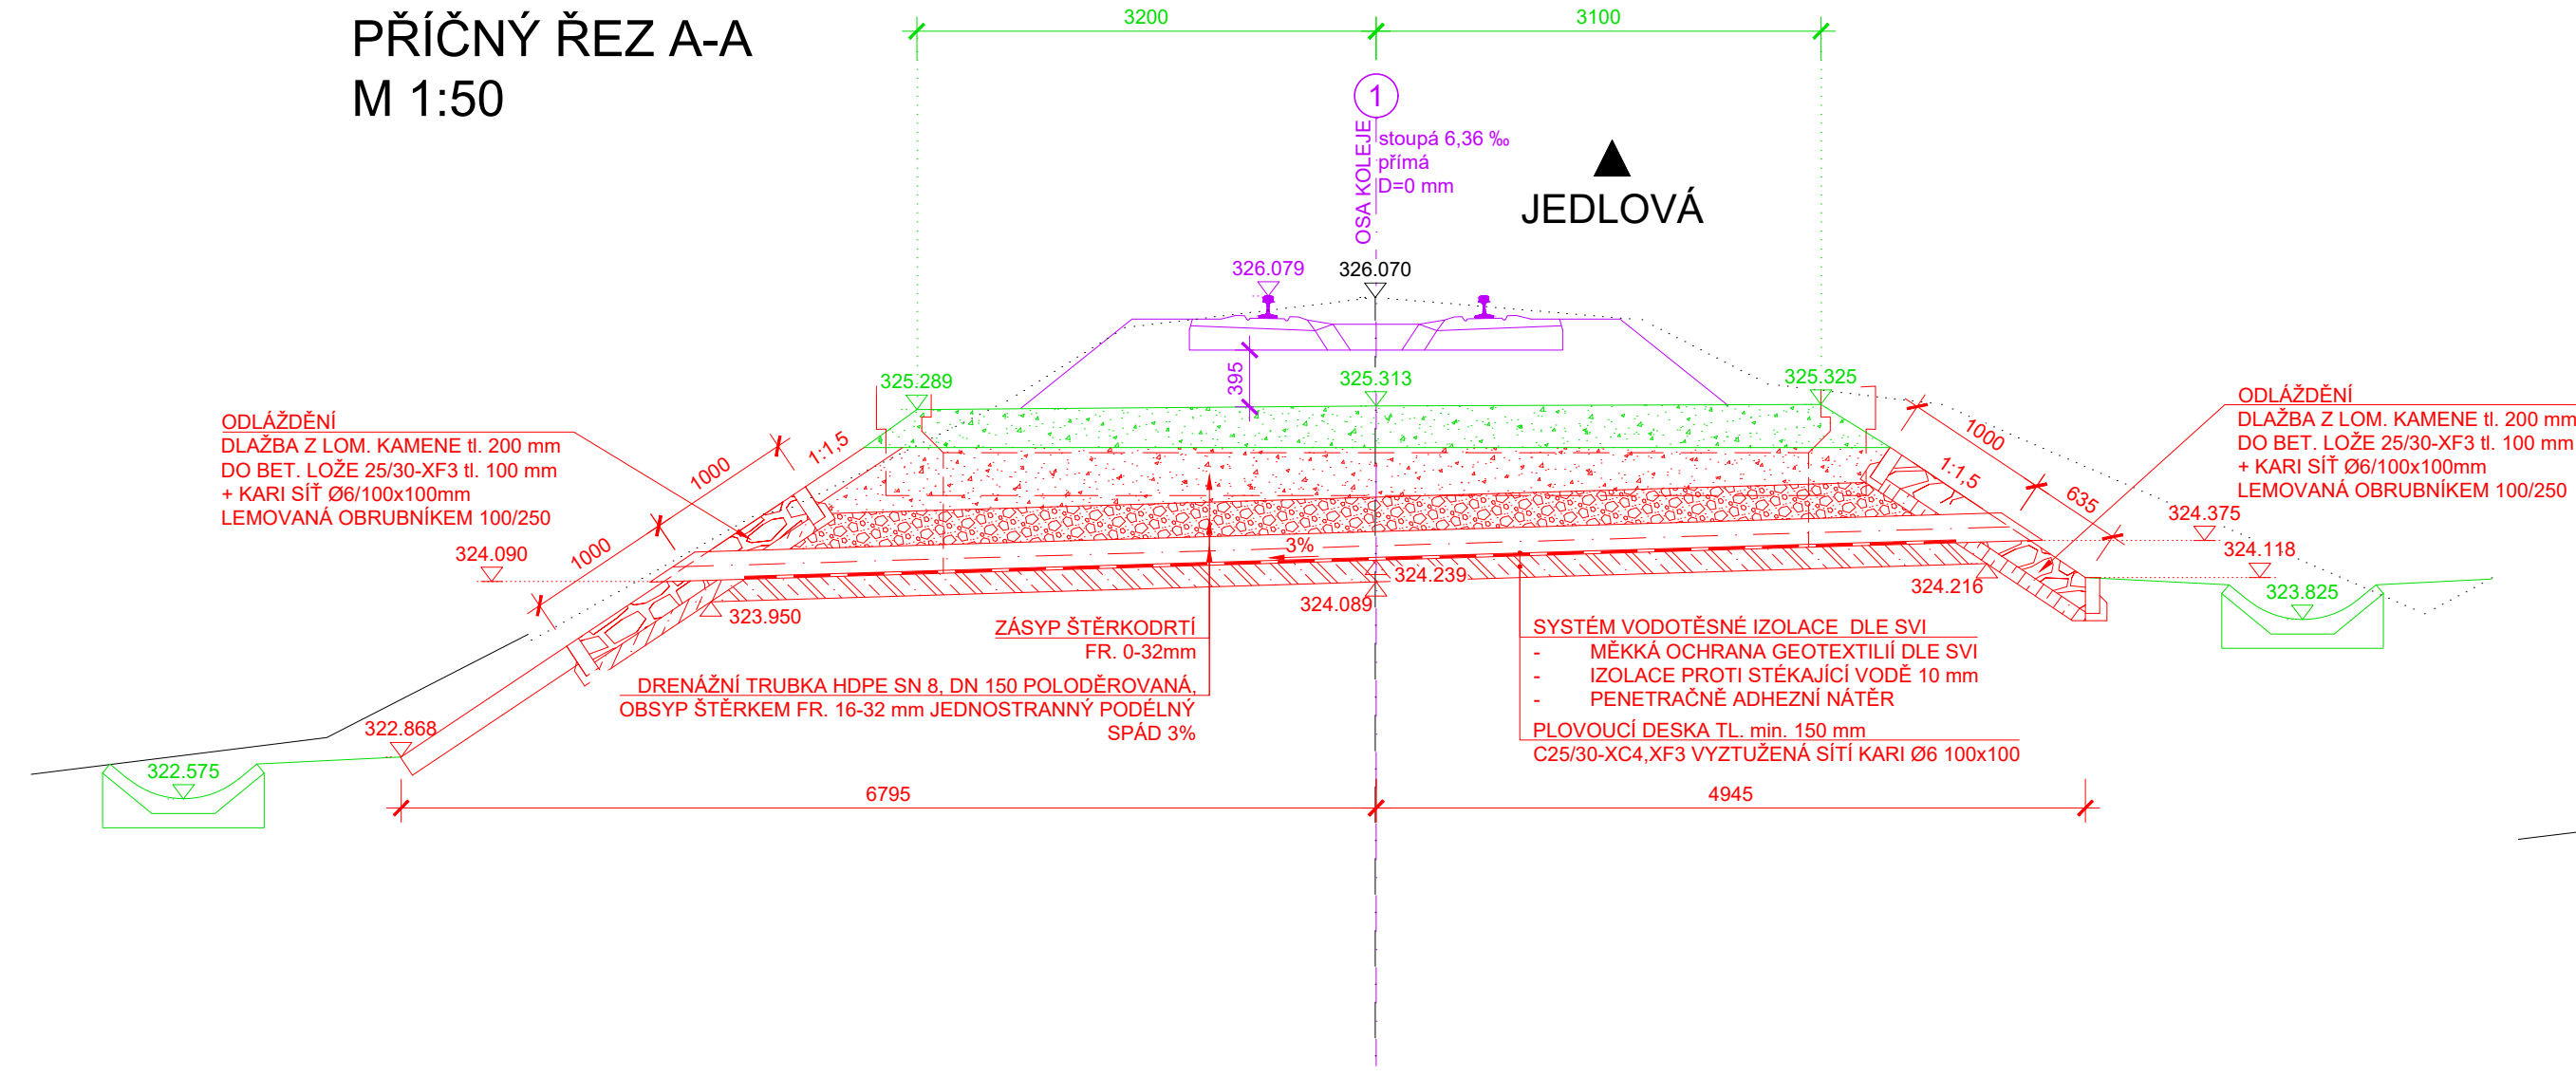 PŘÍČNÝ ŘEZ A-A
M 1:50
3200
3100
1
OSA KOLEJE
stoupá 6,36 ‰
přímá
D=0 mm
JEDLOVÁ
326.079
326.070
395
325.289
325.313
325.325
ODLÁŽDĚNÍ
DLAŽBA Z LOM. KAMENE tl. 200 mm
DO BET. LOŽE 25/30-XF3 tl. 100 mm
+ KARI SÍŤ Ø6/100x100mm
LEMOVANÁ OBRUBNÍKEM 100/250
1000
1:1,5
1000
324.090
1000
1:1,5
635
ODLÁŽDĚNÍ
DLAŽBA Z LOM. KAMENE tl. 200 mm
DO BET. LOŽE 25/30-XF3 tl. 100 mm
+ KARI SÍŤ Ø6/100x100mm
LEMOVANÁ OBRUBNÍKEM 100/250
324.375
324.118
323.825
3%
324.239
324.089
324.216
323.950
ZÁSYP ŠTĚRKODRTÍ
FR. 0-32mm
DRENÁŽNÍ TRUBKA HDPE SN 8, DN 150 POLODĚROVANÁ,
OBSYP ŠTĚRKEM FR. 16-32 mm JEDNOSTRANNÝ PODÉLNÝ
SPÁD 3%
SYSTÉM VODOTĚSNÉ IZOLACE DLE SVI
- MĚKKÁ OCHRANA GEOTEXTILIÍ DLE SVI
- IZOLACE PROTI STÉKAJÍCÍ VODĚ 10 mm
- PENETRAČNĚ ADHEZNÍ NÁTĚR
PLOVOUCÍ DESKA TL. min. 150 mm
C25/30-XC4,XF3 VYZTUŽENÁ SÍTÍ KARI Ø6 100x100
322.868
322.575
6795
4945